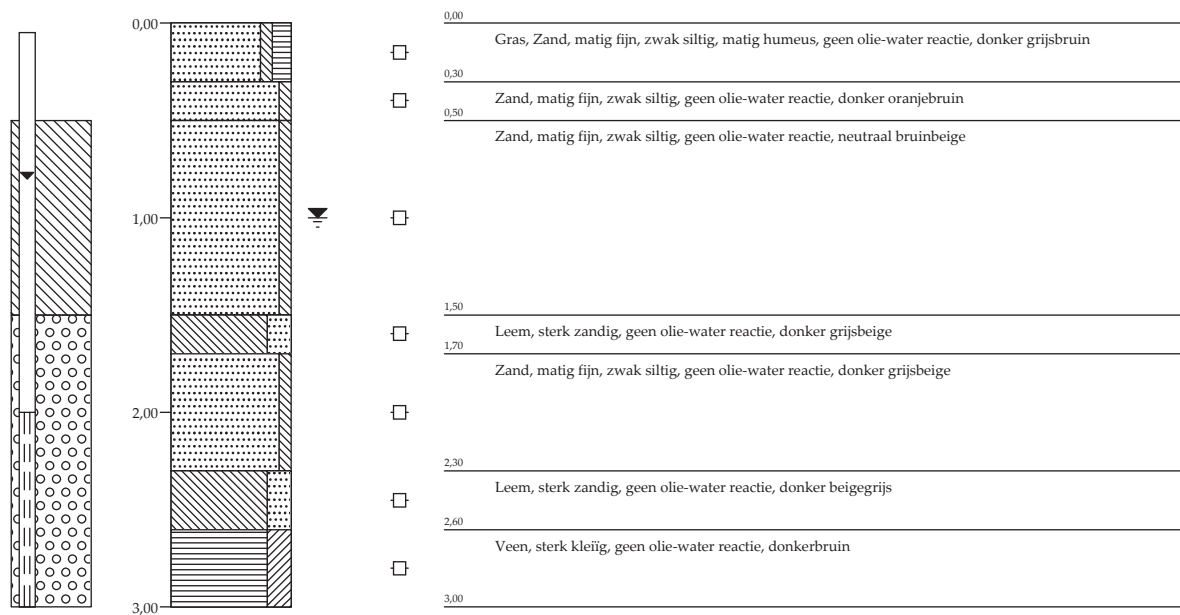 0,00
0,00
Gras, Zand, matig fijn, zwak siltig, matig humeus, geen olie-water reactie, donker grijsbruin
0,30
Zand, matig fijn, zwak siltig, geen olie-water reactie, donker oranjebruin
0,50
Zand, matig fijn, zwak siltig, geen olie-water reactie, neutraal bruinbeige
1,00
1,50
Leem, sterk zandig, geen olie-water reactie, donker grijsbeige
1,70
Zand, matig fijn, zwak siltig, geen olie-water reactie, donker grijsbeige
2,00
2,30
Leem, sterk zandig, geen olie-water reactie, donker beigegrijs
2,60
Veen, sterk kleiïg, geen olie-water reactie, donkerbruin
3,00
3,00